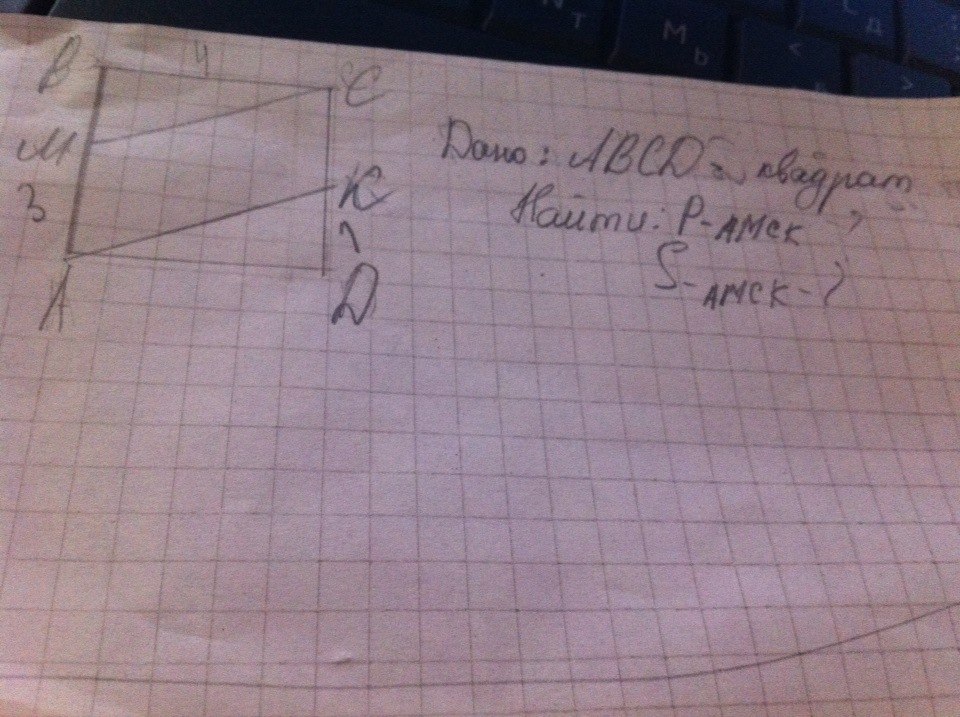 B 4 C
M
3
K
1
A
D
Дано: ABCD - квадрат
Найти: P-AMCK - ?
S-AMCK-?